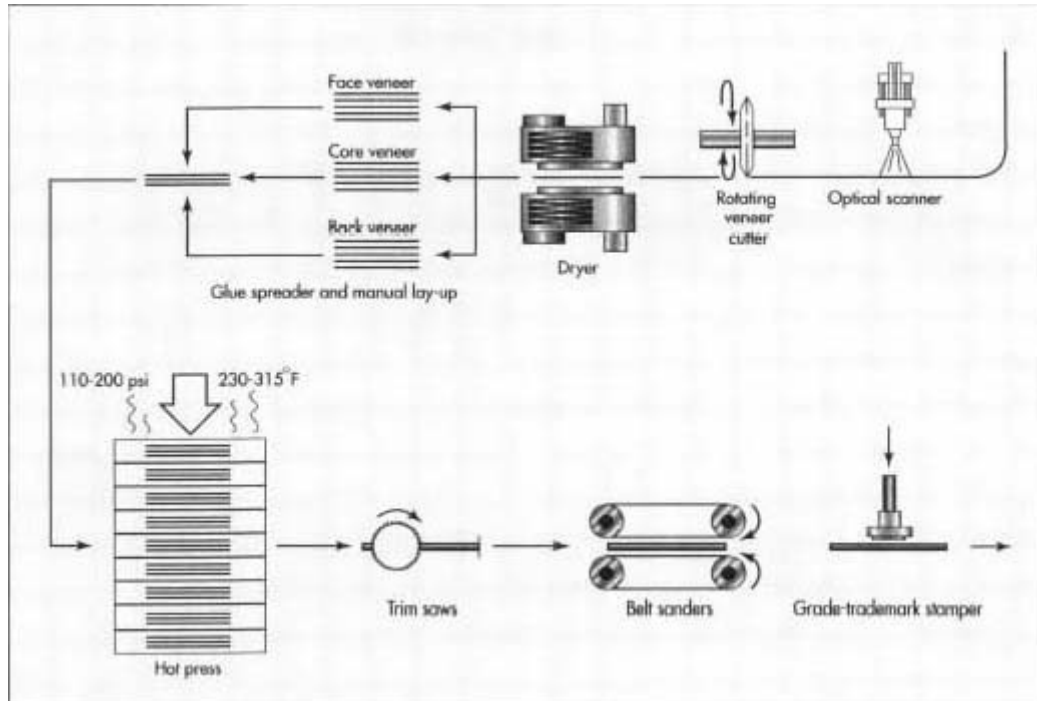 Face veneer
Core veneer
Back veneer
Glue spreader and manual lay-up
Dryer
Rotating
veneer
cutter
Optical scanner
110-200 psi
230-315°F
Hot press
Trim saws
Belt sanders
Grade-trademark stamper